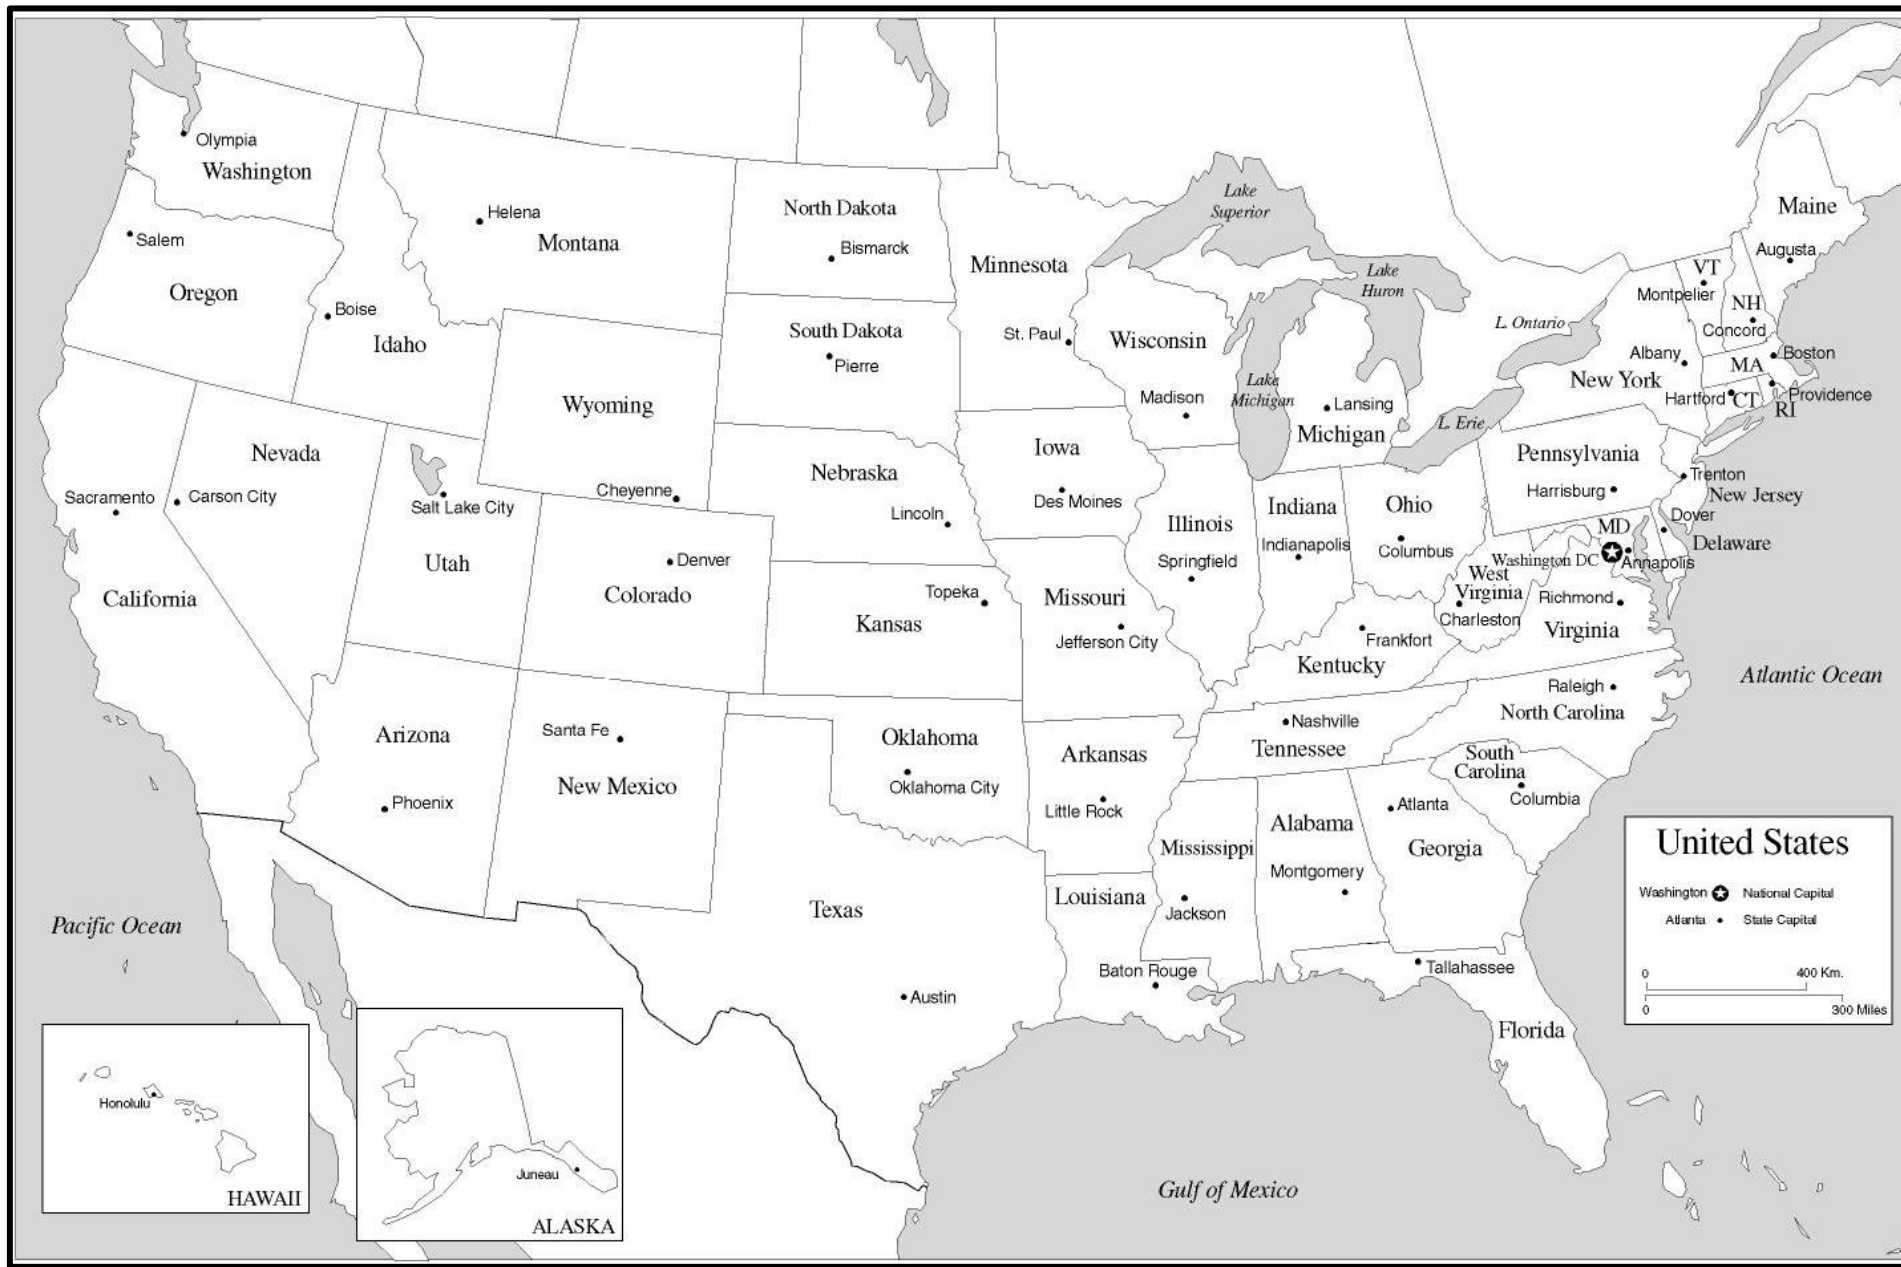 Olympia
Washington
Salem
Oregon
Helena
Montana
Boise
Idaho
North Dakota
Bismarck
South Dakota
Pierre
Minnesota
St. Paul
Lake
Superior
Wisconsin
Madison
Lake
Michigan
Lake
Huron
Lansing
Michigan
L. Ontario
L. Erie
Maine
Augusta
VT
Montpelier
NH
Concord
Albany
New York
Boston
MA
Hartford
CT
RI
Providence
Wyoming
Cheyenne
Nevada
Carson City
Sacramento
California
Salt Lake City
Utah
Denver
Colorado
Nebraska
Lincoln
Iowa
Des Moines
Topeka
Kansas
Missouri
Jefferson City
Illinois
Springfield
Indiana
Indianapolis
Ohio
Columbus
Pennsylvania
Harrisburg
Trenton
New Jersey
Dover
Delaware
MD
Washington DC
Annapolis
West
Virginia
Charleston
Richmond
Virginia
Frankfort
Kentucky
Atlantic Ocean
Raleigh
North Carolina
Nashville
Tennessee
South
Carolina
Columbia
Arizona
Phoenix
Santa Fe
New Mexico
Oklahoma
Oklahoma City
Arkansas
Little Rock
Mississippi
Jackson
Alabama
Montgomery
Atlanta
Georgia
Louisiana
Baton Rouge
Texas
Austin
Tallahassee
Florida
Pacific Ocean
Gulf of Mexico
Honolulu
HAWAII
Juneau
ALASKA
United States
Washington National Capital
Atlanta State Capital
0 400 Km.
0 300 Miles